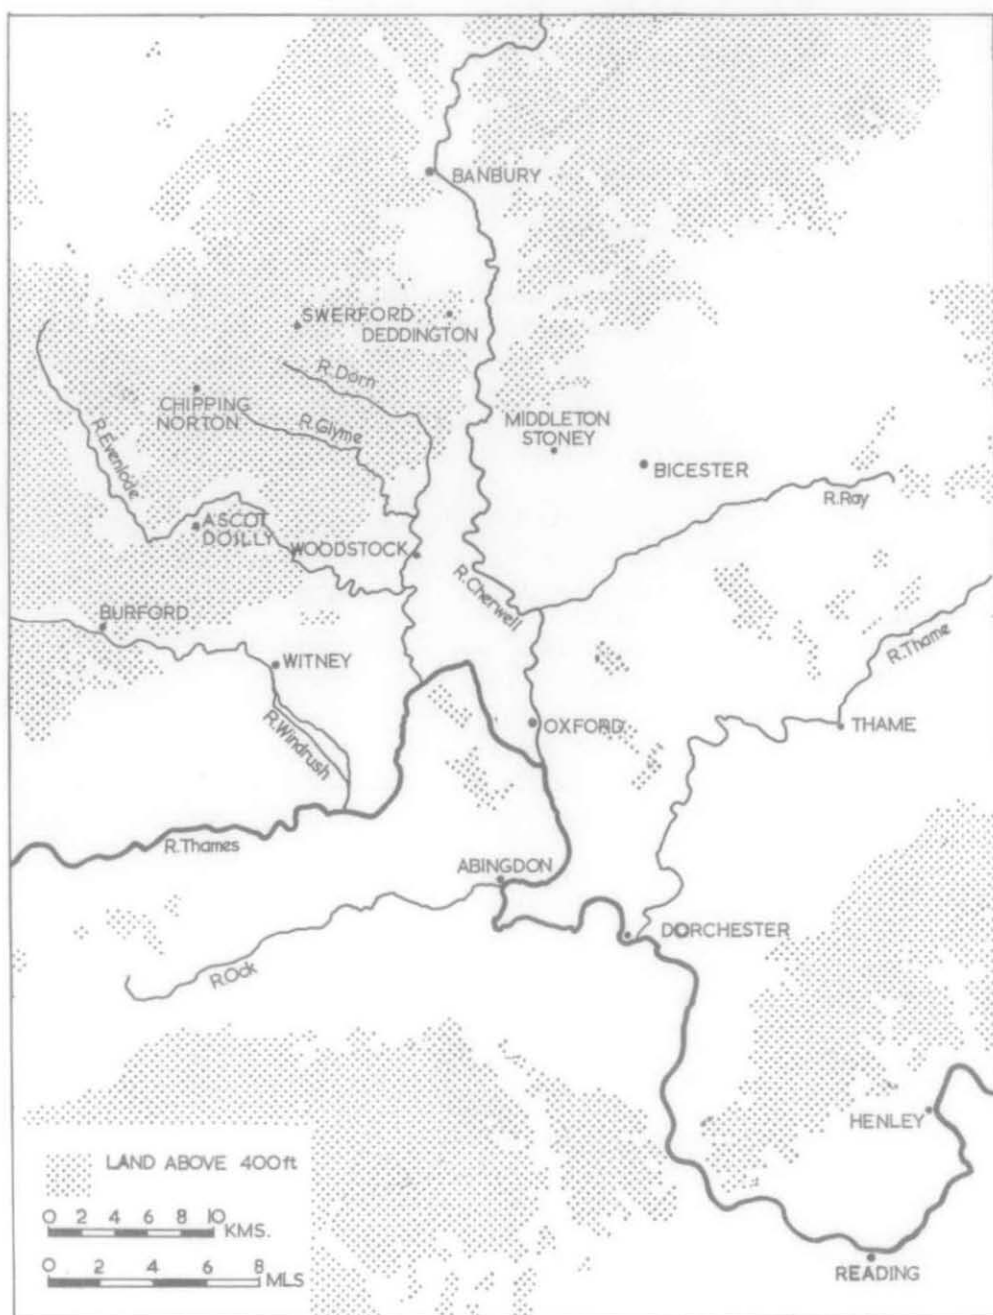 BANBURY
SWERFORD
DEDDINGTON
R.Dorn
CHIPPING
NORTON
R.Glyme
MIDDLETON
STONEY
BICESTER
R.Evenlode
R.Ray
ASCOT
DOILLY
WOODSTOCK
R.Cherwell
BURFORD
R.Thame
WITNEY
OXFORD
THAME
R.Windrush
R.Thames
ABINGDON
DORCHESTER
R.Ock
HENLEY
LAND ABOVE 400ft
0 2 4 6 8 10
KMS.
0 2 4 6 8
MLS
READING